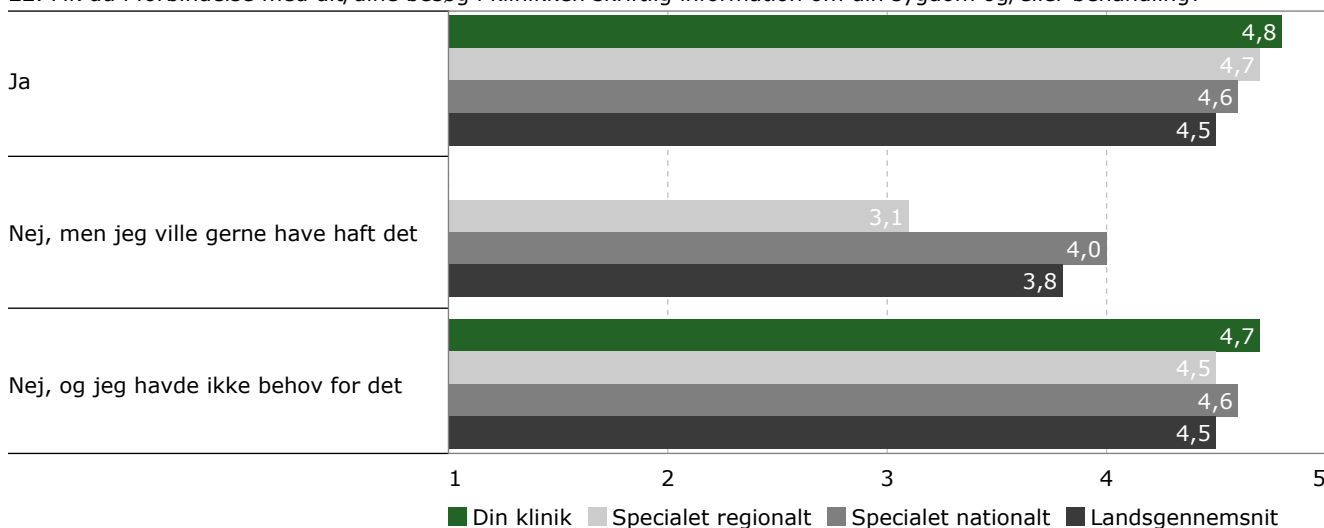 Ja
4,8
4,7
4,6
4,5
Nej, men jeg ville gerne have haft det
3,1
4,0
3,8
Nej, og jeg havde ikke behov for det
4,7
4,5
4,6
4,5
1 2 3 4 5
Din klinik Specialet regionalt Specialet nationalt Landsgennemsnit